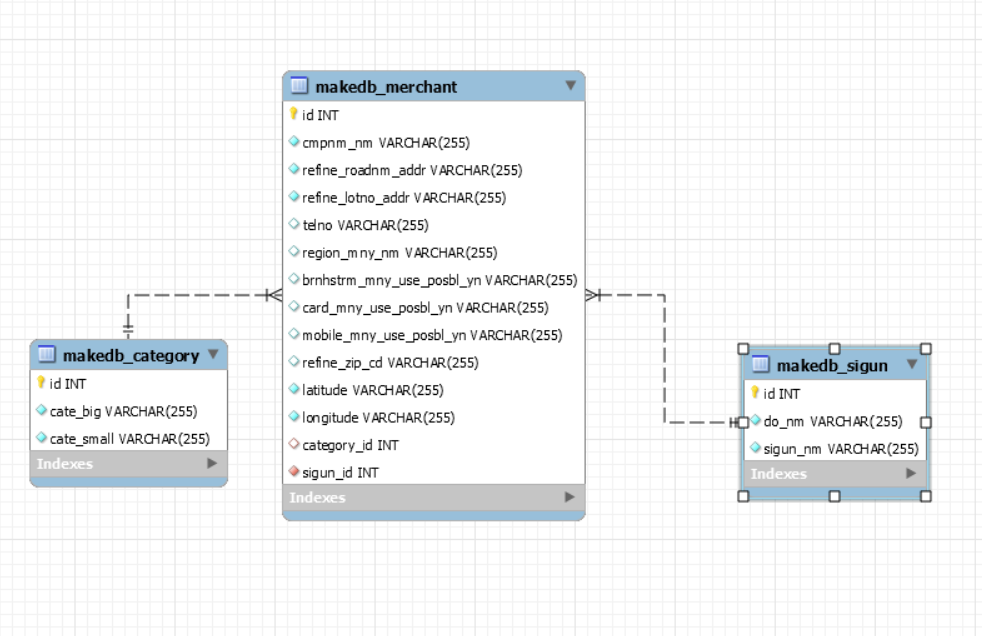 makedb_merchant
id INT
cmpnm_nm VARCHAR(255)
refine_roadnm_addr VARCHAR(255)
refine_lotno_addr VARCHAR(255)
telno VARCHAR(255)
region_mny_nm VARCHAR(255)
brnhstrm_mny_use_posbl_yn VARCHAR(255)
card_mny_use_posbl_yn VARCHAR(255)
mobile_mny_use_posbl_yn VARCHAR(255)
refine_zip_cd VARCHAR(255)
latitude VARCHAR(255)
longitude VARCHAR(255)
category_id INT
sigun_id INT
Indexes
makedb_category
id INT
cate_big VARCHAR(255)
cate_small VARCHAR(255)
Indexes
makedb_sigun
id INT
do_nm VARCHAR(255)
sigun_nm VARCHAR(255)
Indexes